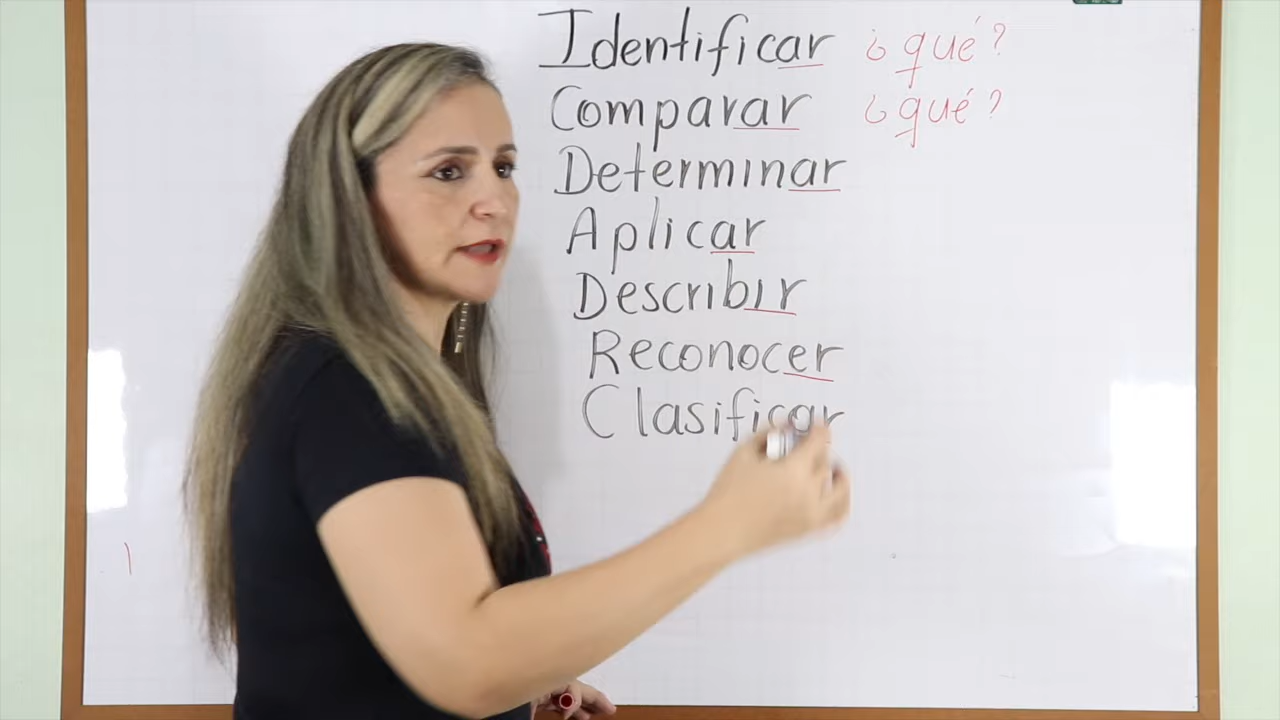 Identificar ¿qué?
Comparar ¿qué?
Determinar
Aplicar
Describir
Reconocer
Clasificar